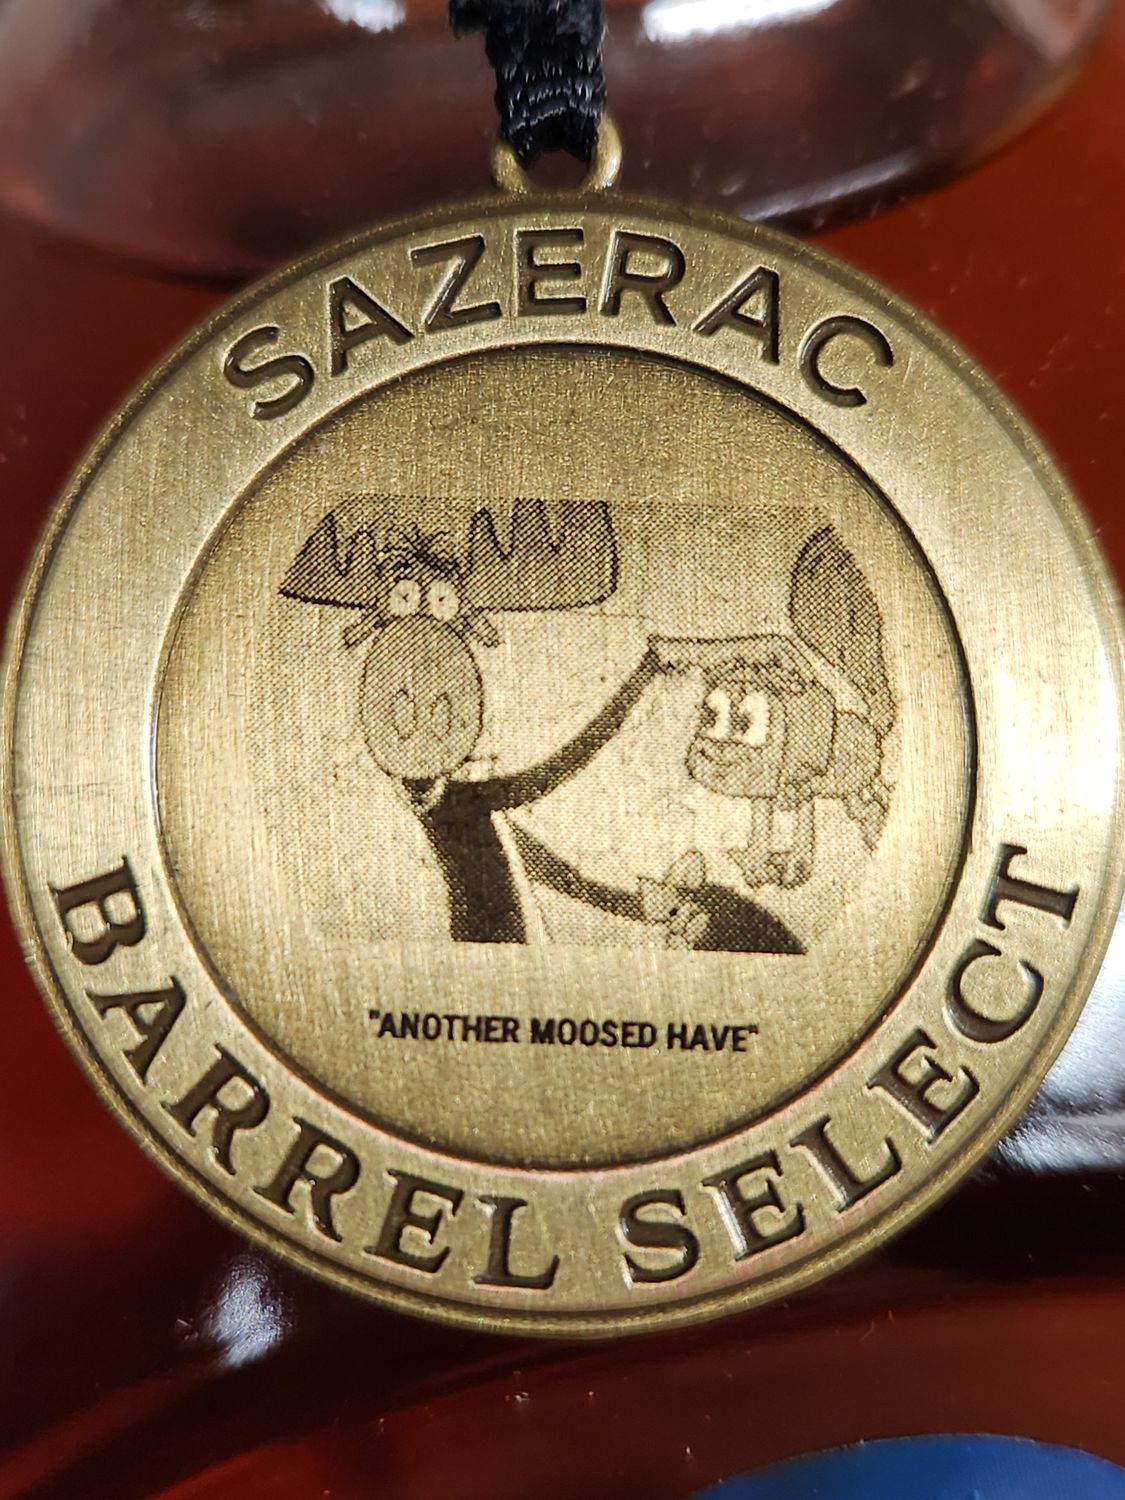 SAZERAC
"ANOTHER MOOSED HAVE"
BARREL SELECT